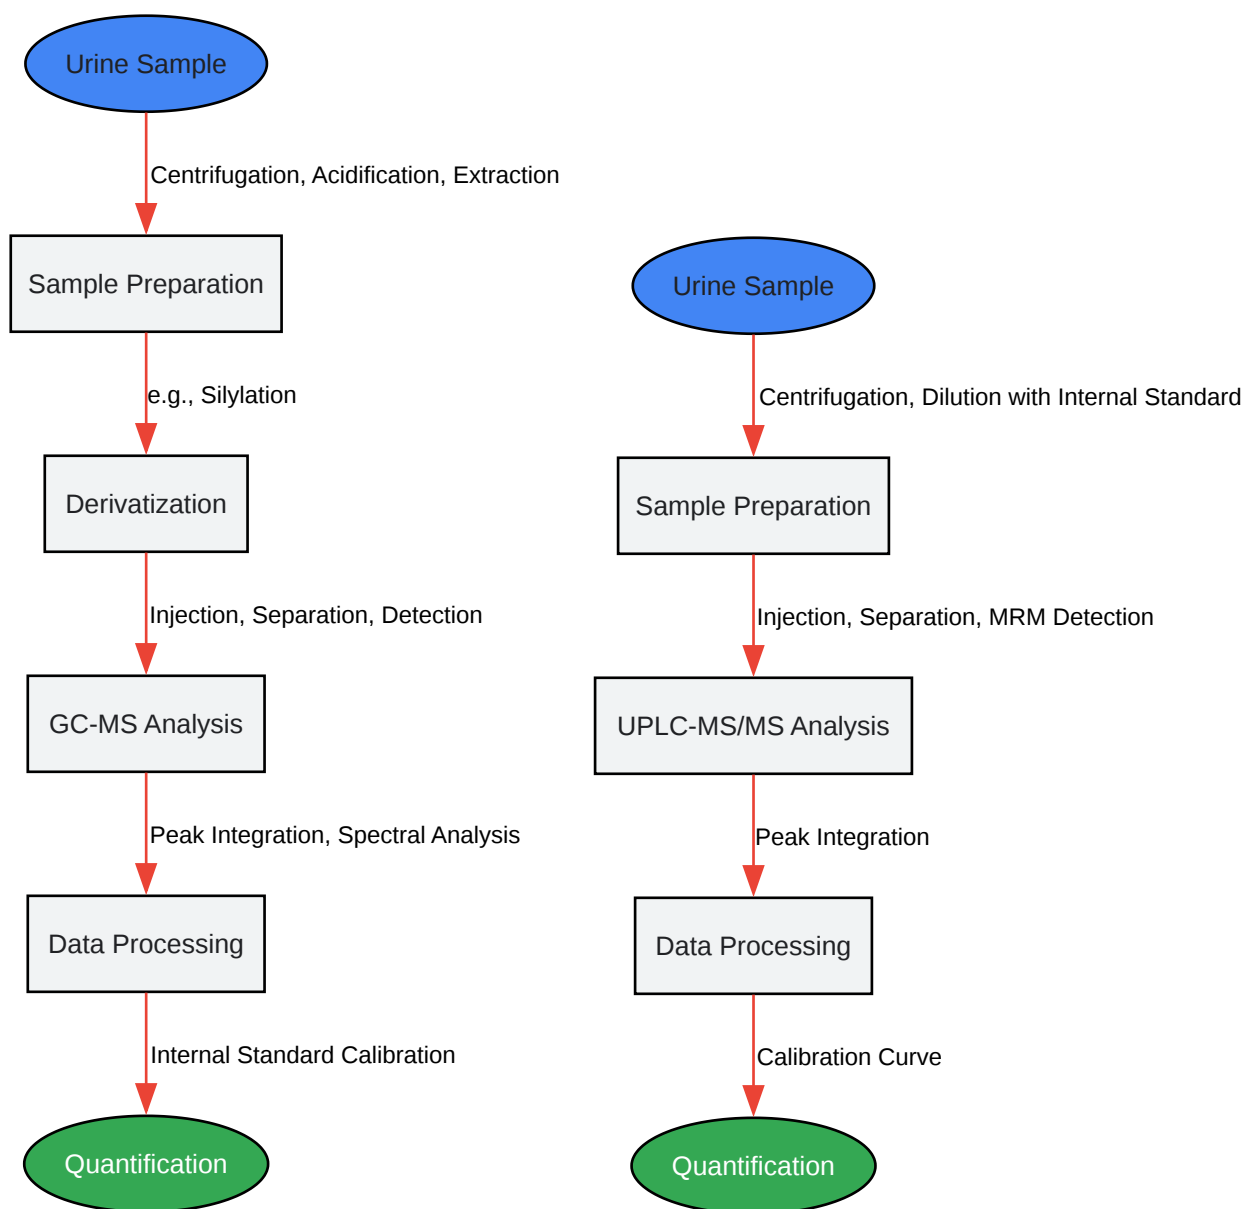 Urine Sample
Centrifugation, Acidification, Extraction
Sample Preparation
e.g., Silylation
Derivatization
Injection, Separation, Detection
GC-MS Analysis
Peak Integration, Spectral Analysis
Data Processing
Internal Standard Calibration
Quantification
Urine Sample
Centrifugation, Dilution with Internal Standard
Sample Preparation
Injection, Separation, MRM Detection
UPLC-MS/MS Analysis
Peak Integration
Data Processing
Calibration Curve
Quantification